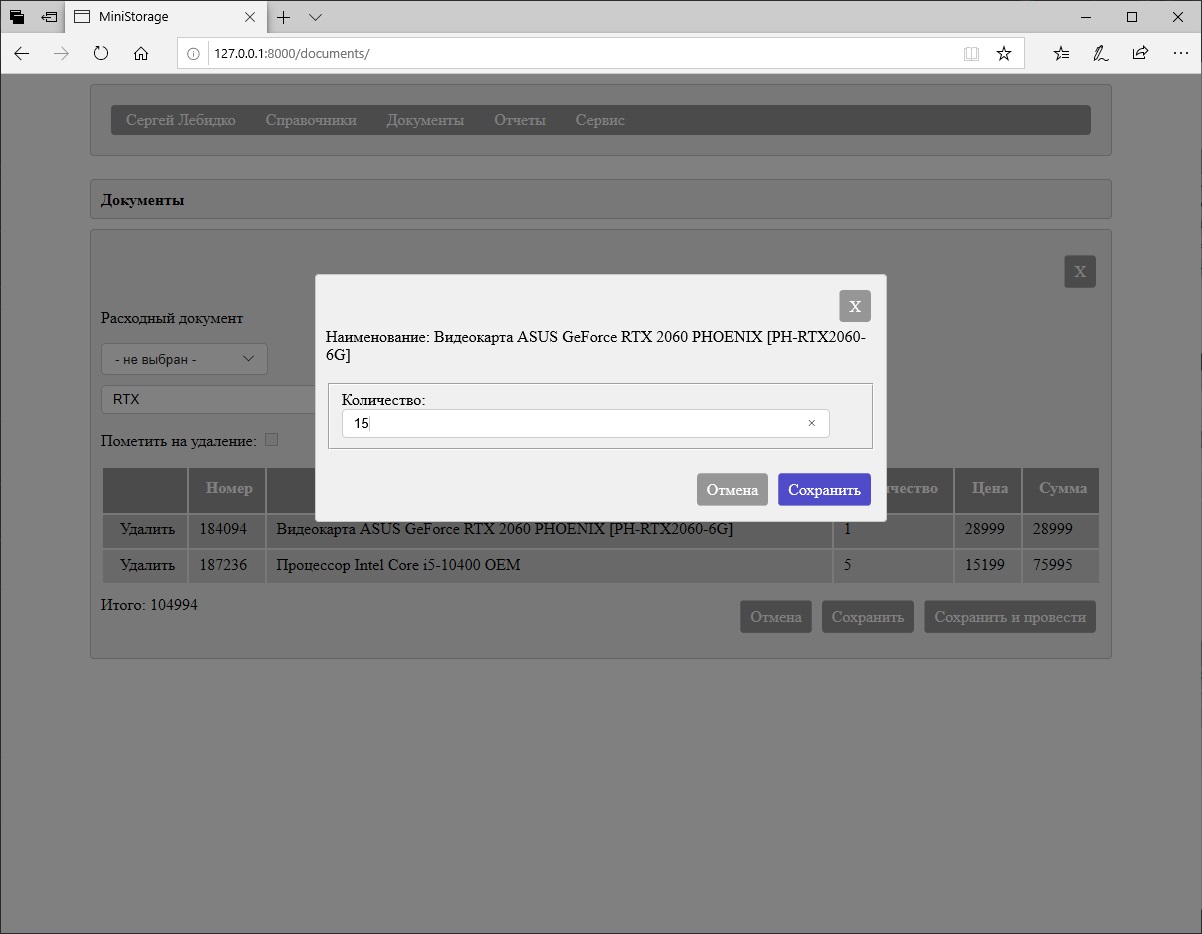 MiniStorage
127.0.0.1:8000/documents/
Сергей Лебидко Справочники Документы Отчеты Сервис
Документы
X
Расходный документ
- не выбран -
RTX
Пометить на удаление:
X
Наименование: Видеокарта ASUS GeForce RTX 2060 PHOENIX [PH-RTX2060-
6G]
Количество:
15
Отмена Сохранить
Номер чество Цена Сумма
Удалить 184094 Видеокарта ASUS GeForce RTX 2060 PHOENIX [PH-RTX2060-6G] 1 28999 28999
Удалить 187236 Процессор Intel Core i5-10400 OEM 5 15199 75995
Итого: 104994
Отмена Сохранить Сохранить и провести